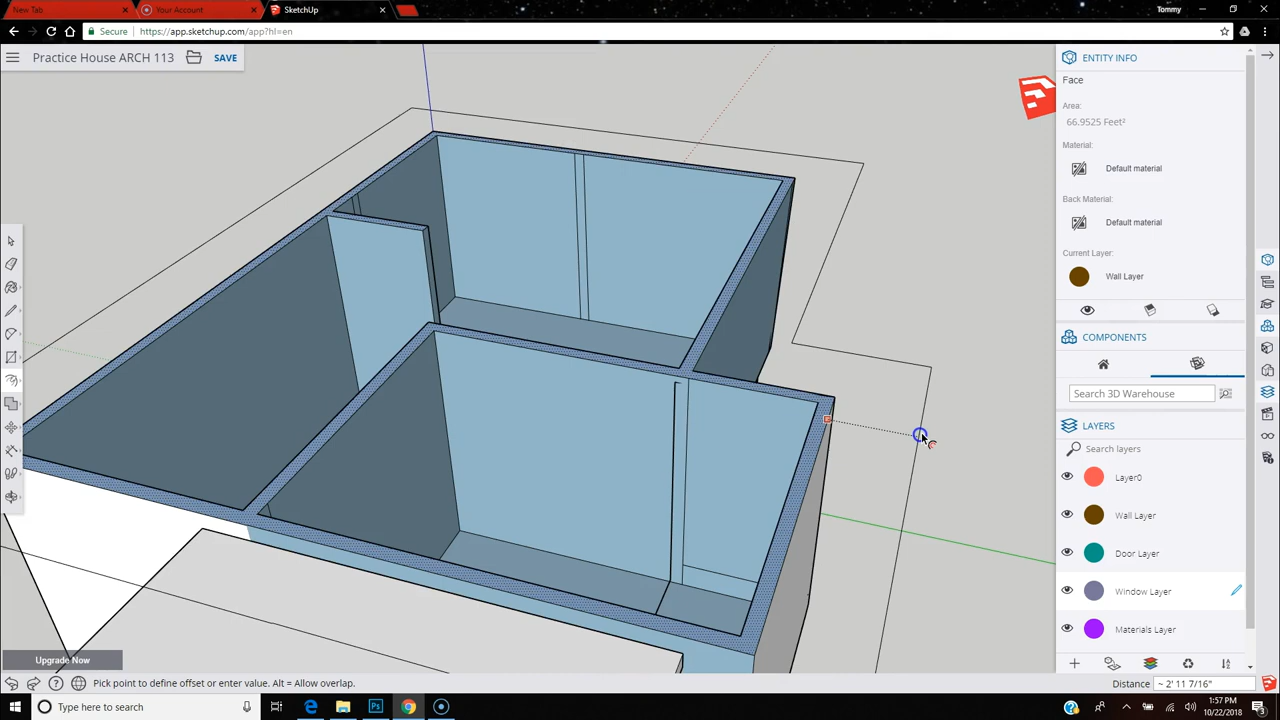 New Tab
Your Account
SketchUp
Tommy
Secure
https://app.sketchup.com/app?hl=en
Practice House ARCH 113
SAVE
ENTITY INFO
Face
Area:
66.9525 Feet²
Material:
Default material
Back Material:
Default material
Current Layer:
Wall Layer
COMPONENTS
Search 3D Warehouse
LAYERS
Search layers
Layer0
Wall Layer
Door Layer
Window Layer
Materials Layer
Upgrade Now
Pick point to define offset or enter value. Alt = Allow overlap.
Distance
~ 2' 11 7/16"
Type here to search
1:57 PM
10/22/2018